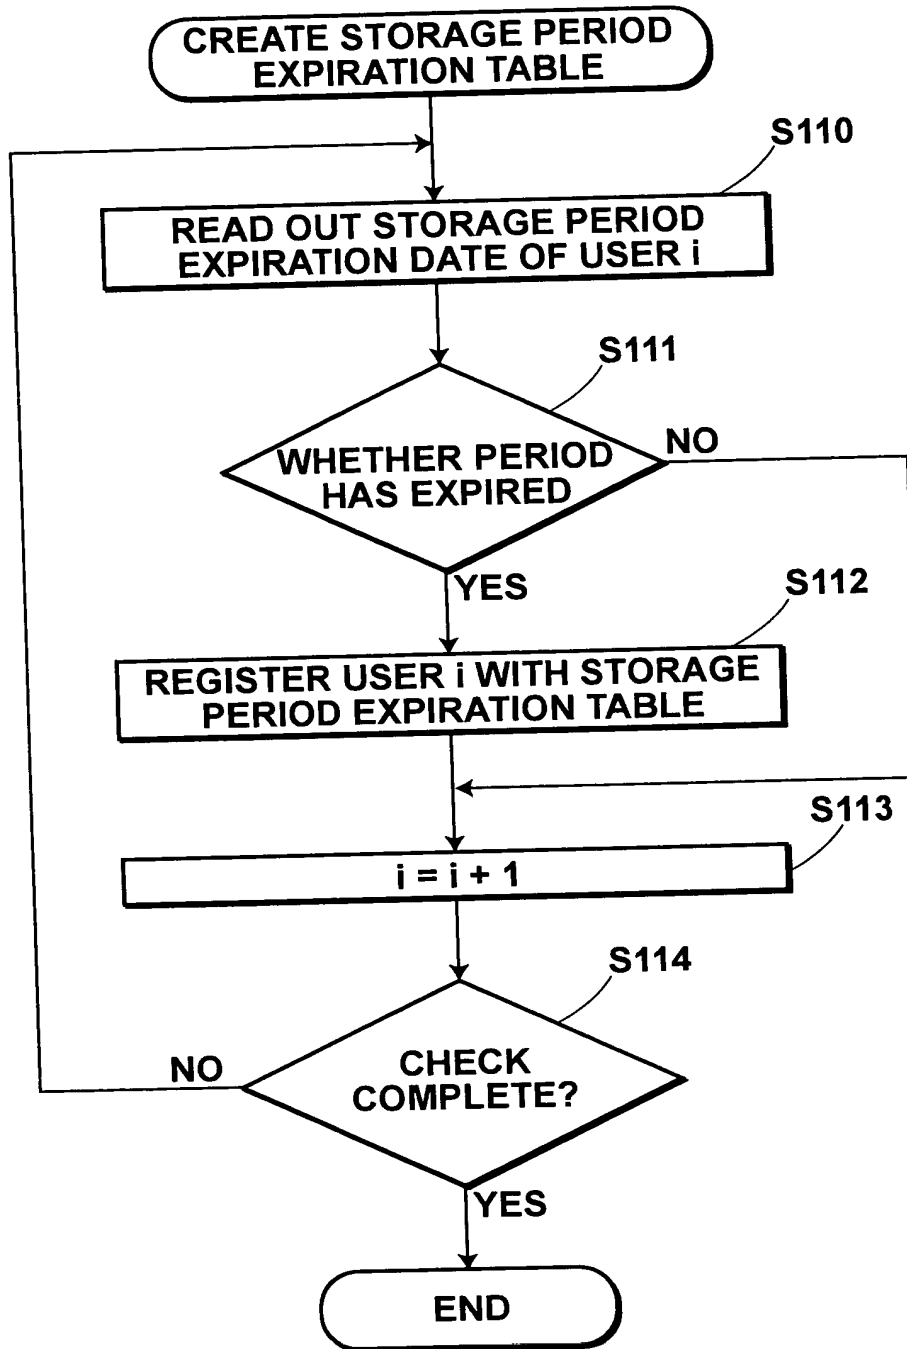 CREATE STORAGE PERIOD
EXPIRATION TABLE
S110
READ OUT STORAGE PERIOD
EXPIRATION DATE OF USER i
S111
WHETHER PERIOD
HAS EXPIRED
NO
YES
S112
REGISTER USER i WITH STORAGE
PERIOD EXPIRATION TABLE
S113
i = i + 1
S114
CHECK
COMPLETE?
NO
YES
END